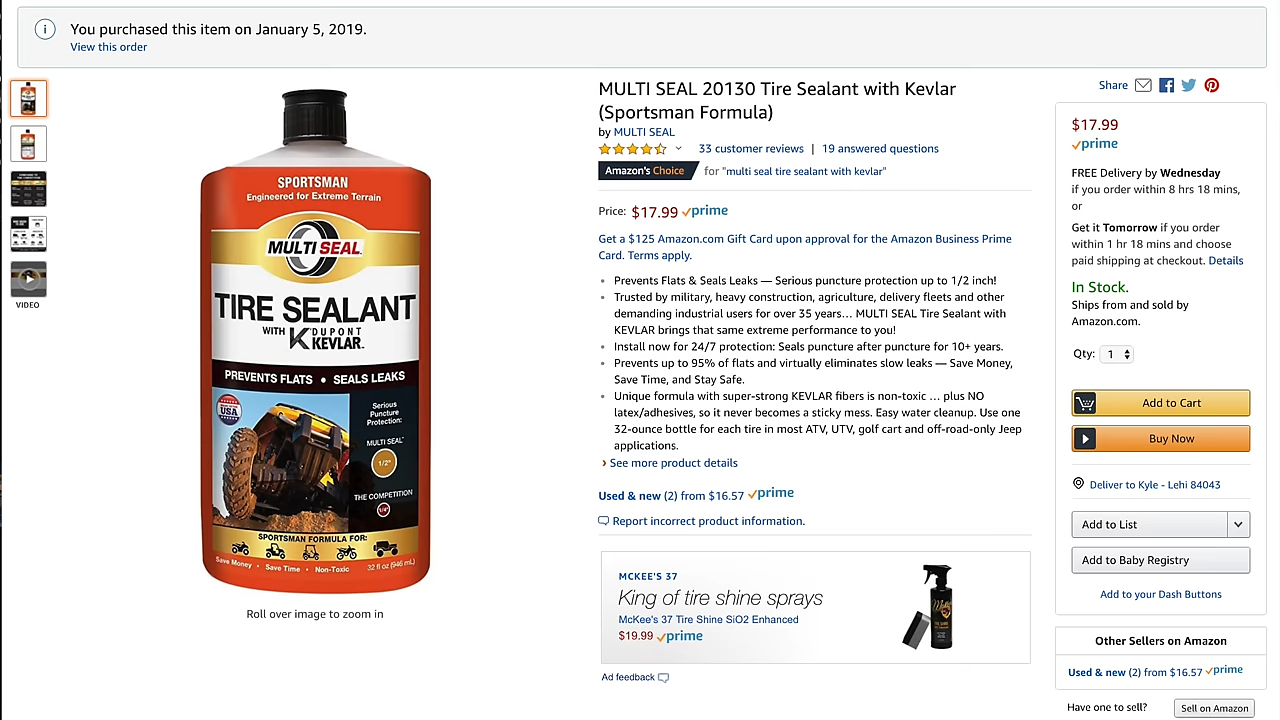 You purchased this item on January 5, 2019.
View this order
VIDEO
SPORTSMAN
Engineered for Extreme Terrain
MULTI SEAL
TIRE SEALANT
WITH DUPONT
KEVLAR
PREVENTS FLATS • SEALS LEAKS
USA
Serious
Puncture
Protection:
MULTI SEAL
1/2"
THE COMPETITION
1/4"
SPORTSMAN FORMULA FOR:
Save Money • Save Time • Non-Toxic 32 fl oz (946 mL)
Roll over image to zoom in
MULTI SEAL 20130 Tire Sealant with Kevlar
(Sportsman Formula)
by MULTI SEAL
33 customer reviews | 19 answered questions
Amazon's Choice for "multi seal tire sealant with kevlar"
Price: $17.99 prime
Get a $125 Amazon.com Gift Card upon approval for the Amazon Business Prime
Card. Terms apply.
• Prevents Flats & Seals Leaks — Serious puncture protection up to 1/2 inch!
• Trusted by military, heavy construction, agriculture, delivery fleets and other
demanding industrial users for over 35 years… MULTI SEAL Tire Sealant with
KEVLAR brings that same extreme performance to you!
• Install now for 24/7 protection: Seals puncture after puncture for 10+ years.
• Prevents up to 95% of flats and virtually eliminates slow leaks — Save Money,
Save Time, and Stay Safe.
• Unique formula with super-strong KEVLAR fibers is non-toxic … plus NO
latex/adhesives, so it never becomes a sticky mess. Easy water cleanup. Use one
32-ounce bottle for each tire in most ATV, UTV, golf cart and off-road-only Jeep
applications.
› See more product details
Used & new (2) from $16.57 prime
Report incorrect product information.
MCKEE'S 37
King of tire shine sprays
McKee's 37 Tire Shine SiO2 Enhanced
$19.99 prime
Ad feedback
Share
$17.99
prime
FREE Delivery by Wednesday
if you order within 8 hrs 18 mins,
or
Get it Tomorrow if you order
within 1 hr 18 mins and choose
paid shipping at checkout. Details
In Stock.
Ships from and sold by
Amazon.com.
Qty: 1
Add to Cart
Buy Now
Deliver to Kyle - Lehi 84043
Add to List
Add to Baby Registry
Add to your Dash Buttons
Other Sellers on Amazon
Used & new (2) from $16.57 prime
Have one to sell? Sell on Amazon